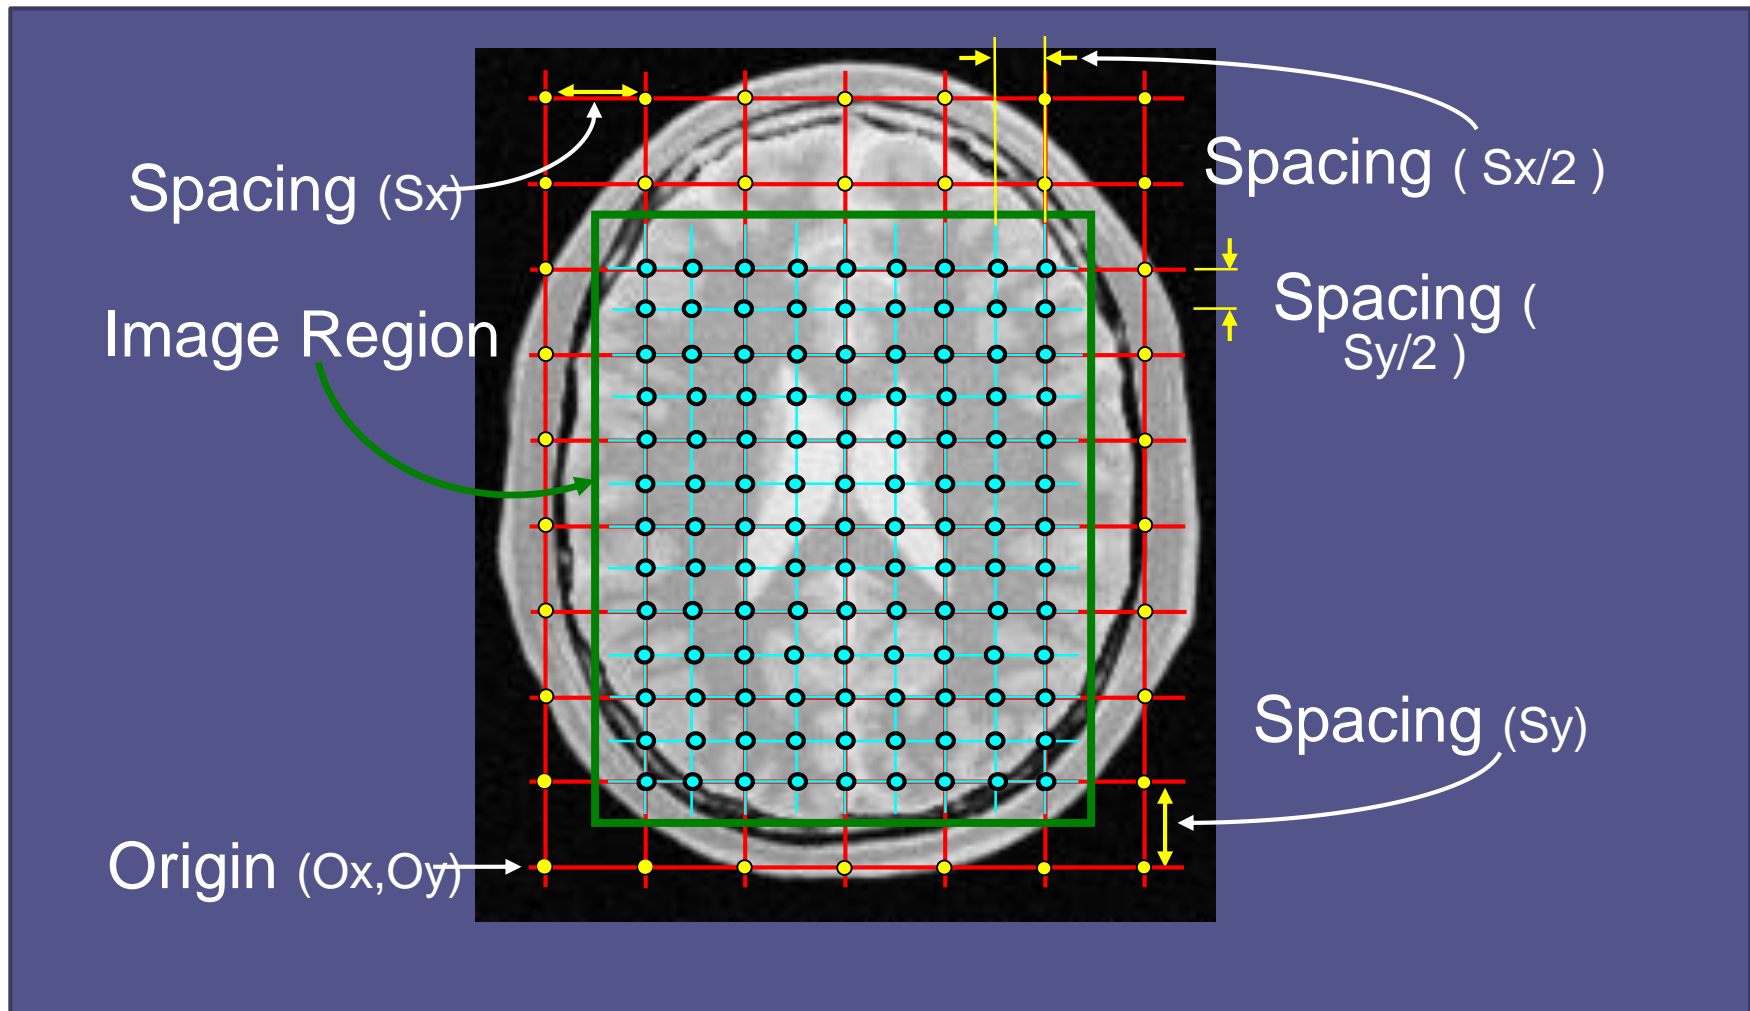 Spacing (Sx)
Spacing ( Sx/2 )
Image Region
Spacing (
Sy/2 )
Spacing (Sy)
Origin (Ox,Oy)